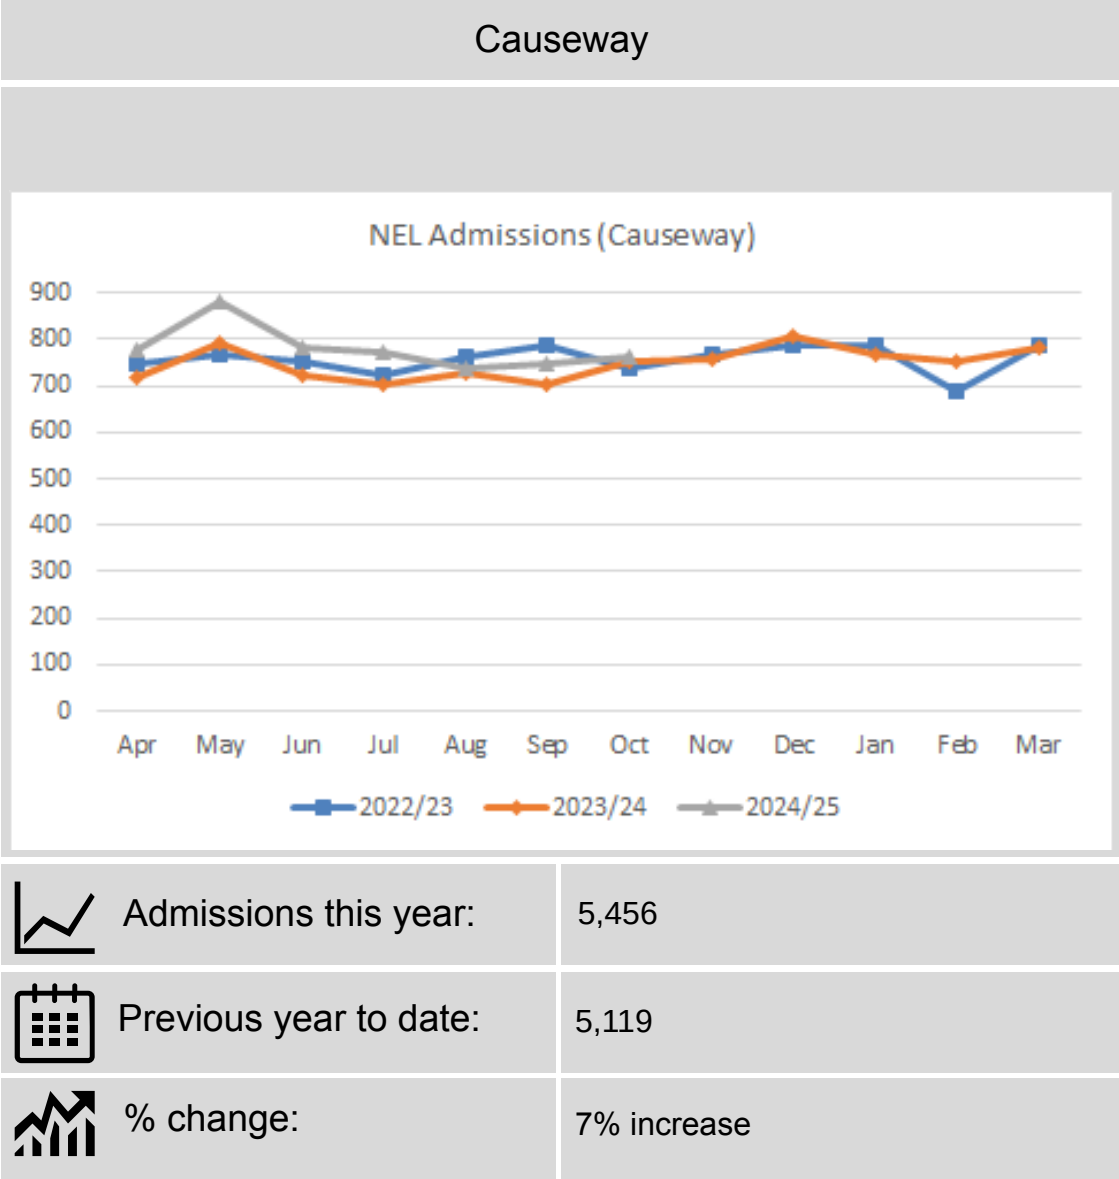 Causeway
NEL Admissions (Causeway)
900
800
700
600
500
400
300
200
100
0
Apr May Jun Jul Aug Sep Oct Nov Dec Jan Feb Mar
2022/23 2023/24 2024/25
Admissions this year: 5,456
Previous year to date: 5,119
% change: 7% increase